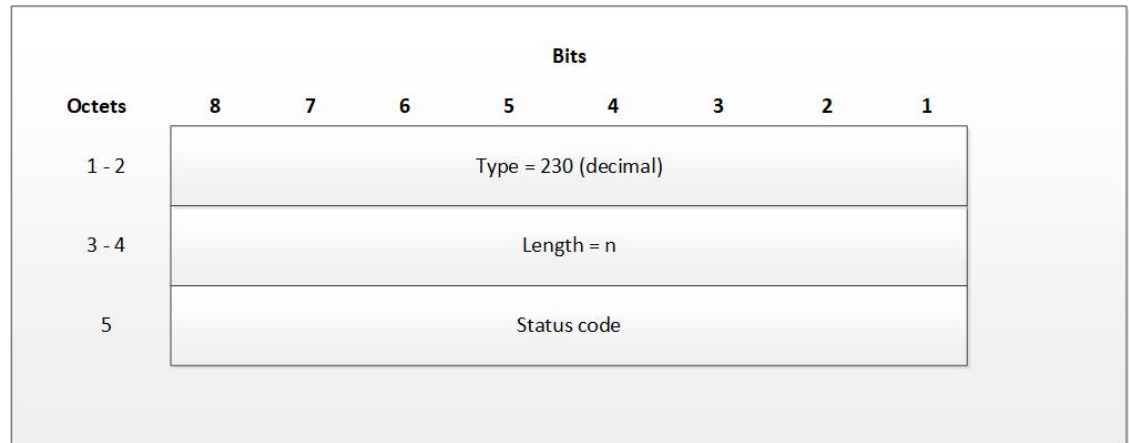 Bits
Octets 8 7 6 5 4 3 2 1
1 - 2 Type = 230 (decimal)
3 - 4 Length = n
5 Status code